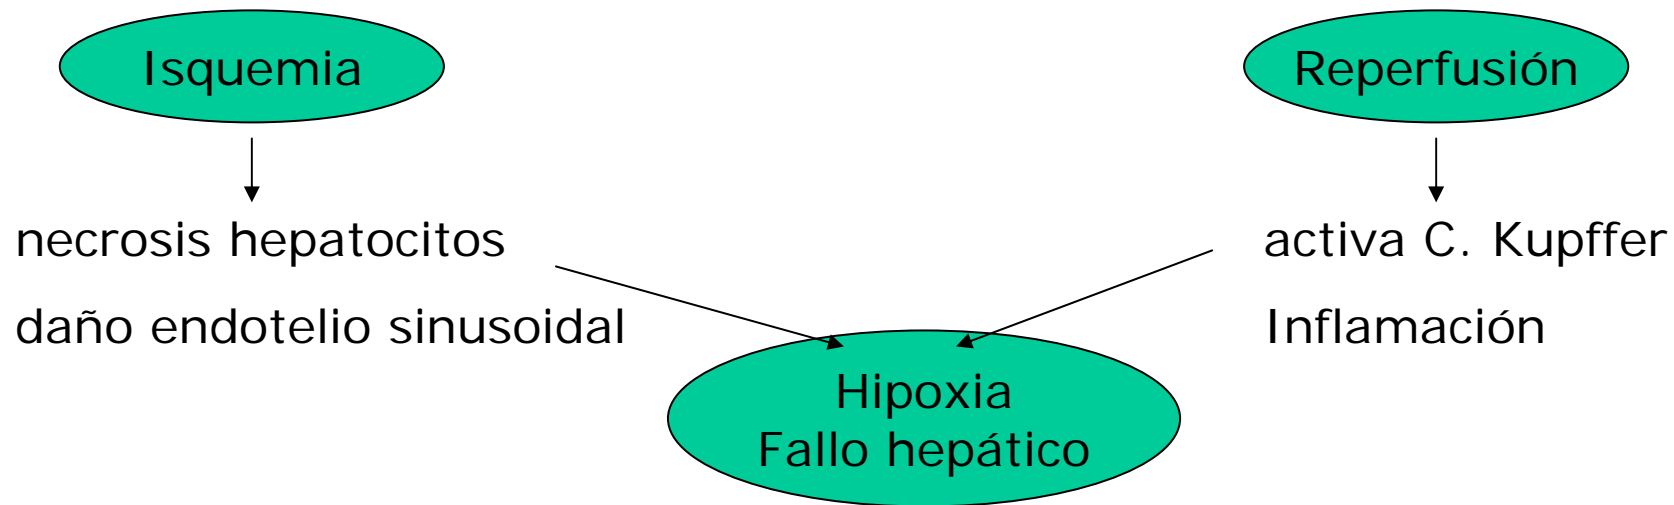 Isquemia
Reperfusión
necrosis hepatocitos
activa C. Kupffer
daño endotelio sinusoidal
Inflamación
Hipoxia
Fallo hepático